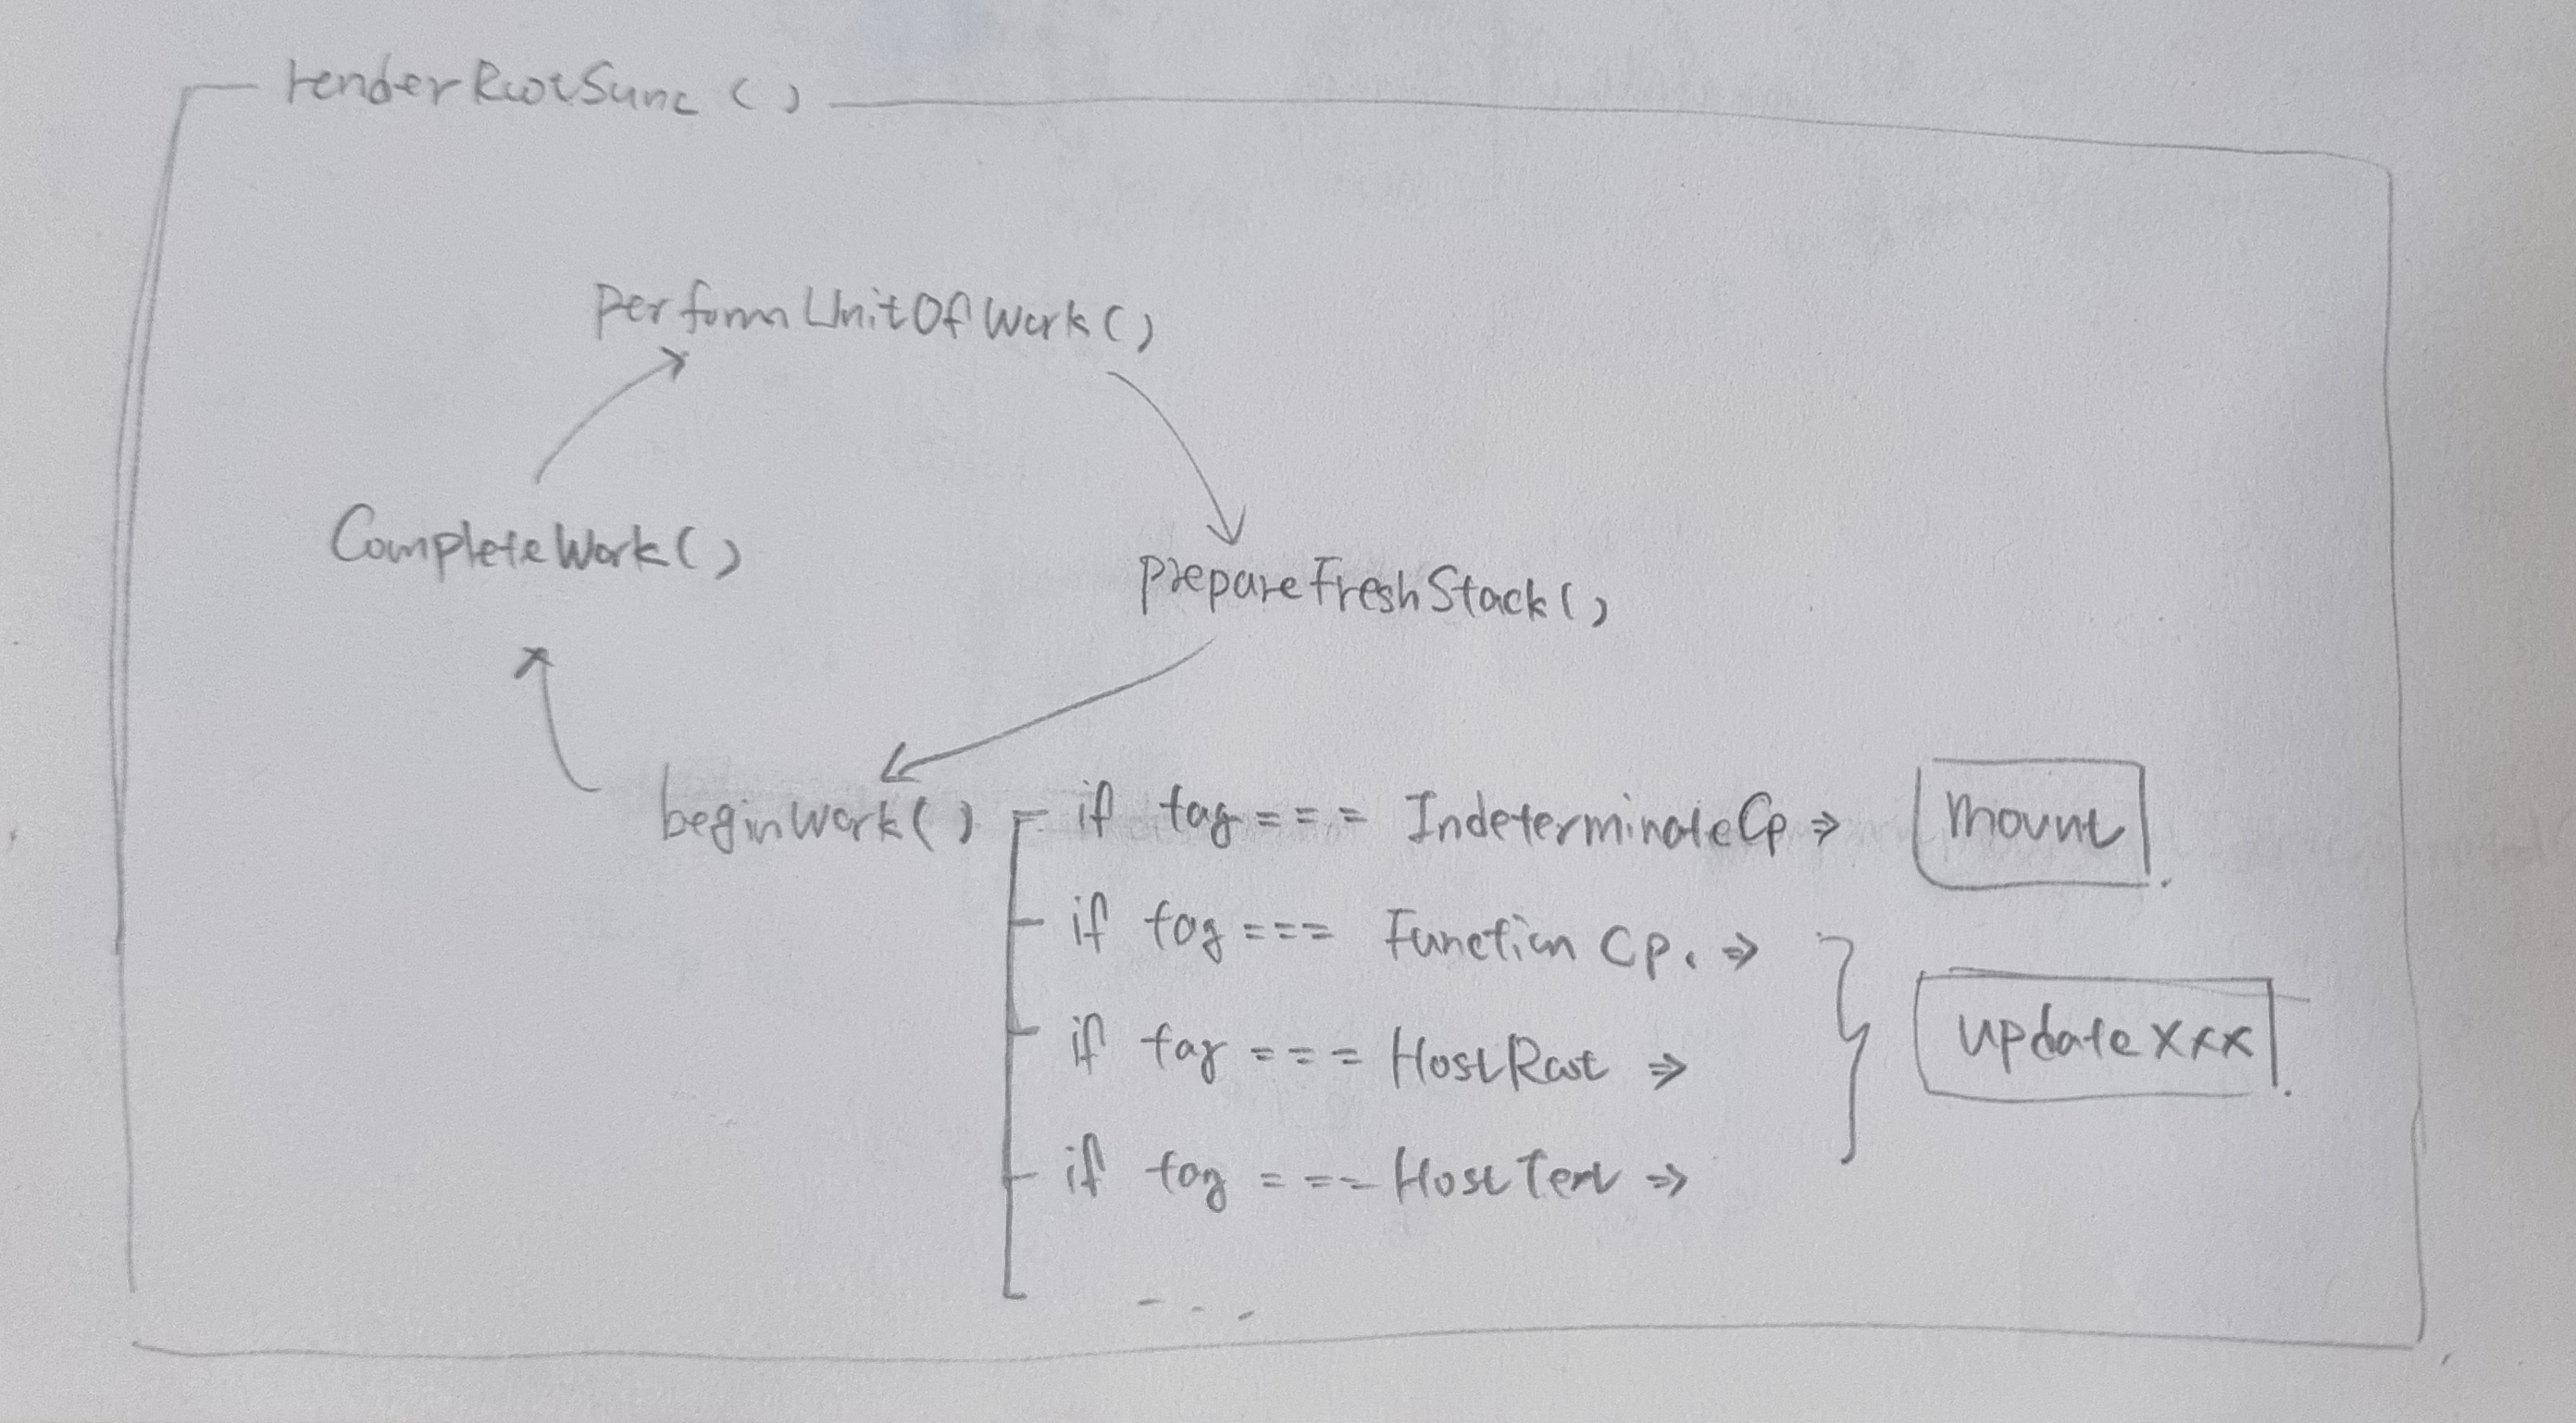 renderRootSync ( )
performUnitOfWork ( )
CompleteWork ( )
prepareFreshStack ( )
beginWork ( )
if tag === IndeterminateCp ⇒ mount
if tag === Function Cp. ⇒
if tag === HostRoot ⇒ updatexxx
if tag === HostText ⇒
...